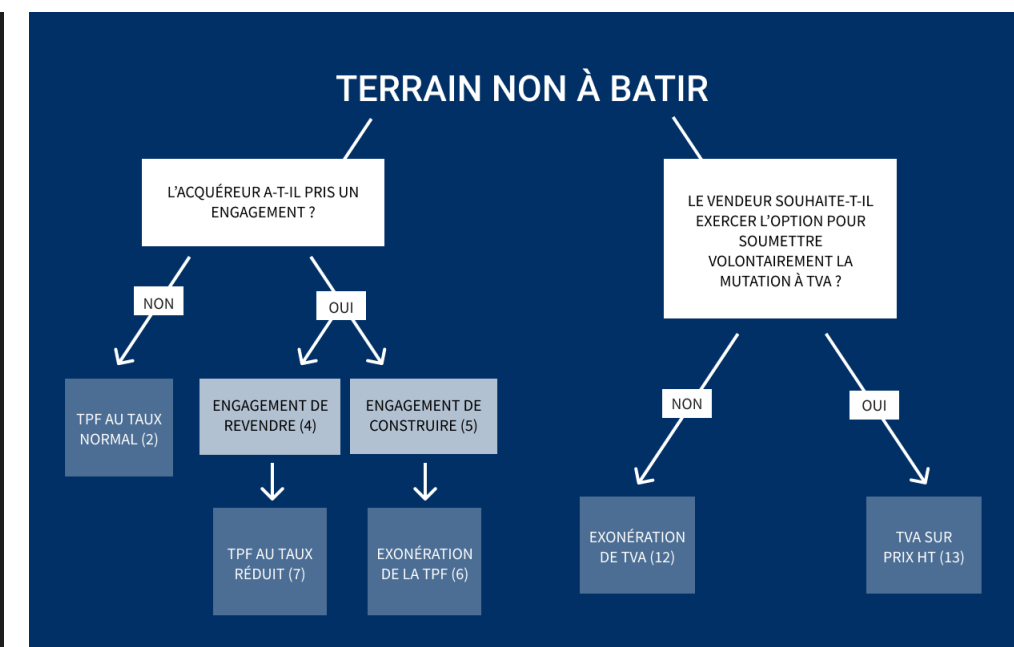 TERRAIN NON À BATIR
L'ACQUÉREUR A-T-IL PRIS UN
ENGAGEMENT ?
NON
OUI
TPF AU TAUX
NORMAL (2)
ENGAGEMENT DE
REVENDRE (4)
ENGAGEMENT DE
CONSTRUIRE (5)
TPF AU TAUX
RÉDUIT (7)
EXONÉRATION
DE LA TPF (6)
LE VENDEUR SOUHAITE-T-IL
EXERCER L'OPTION POUR
SOUMETTRE
VOLONTAIREMENT LA
MUTATION À TVA ?
NON
OUI
EXONÉRATION
DE TVA (12)
TVA SUR
PRIX HT (13)